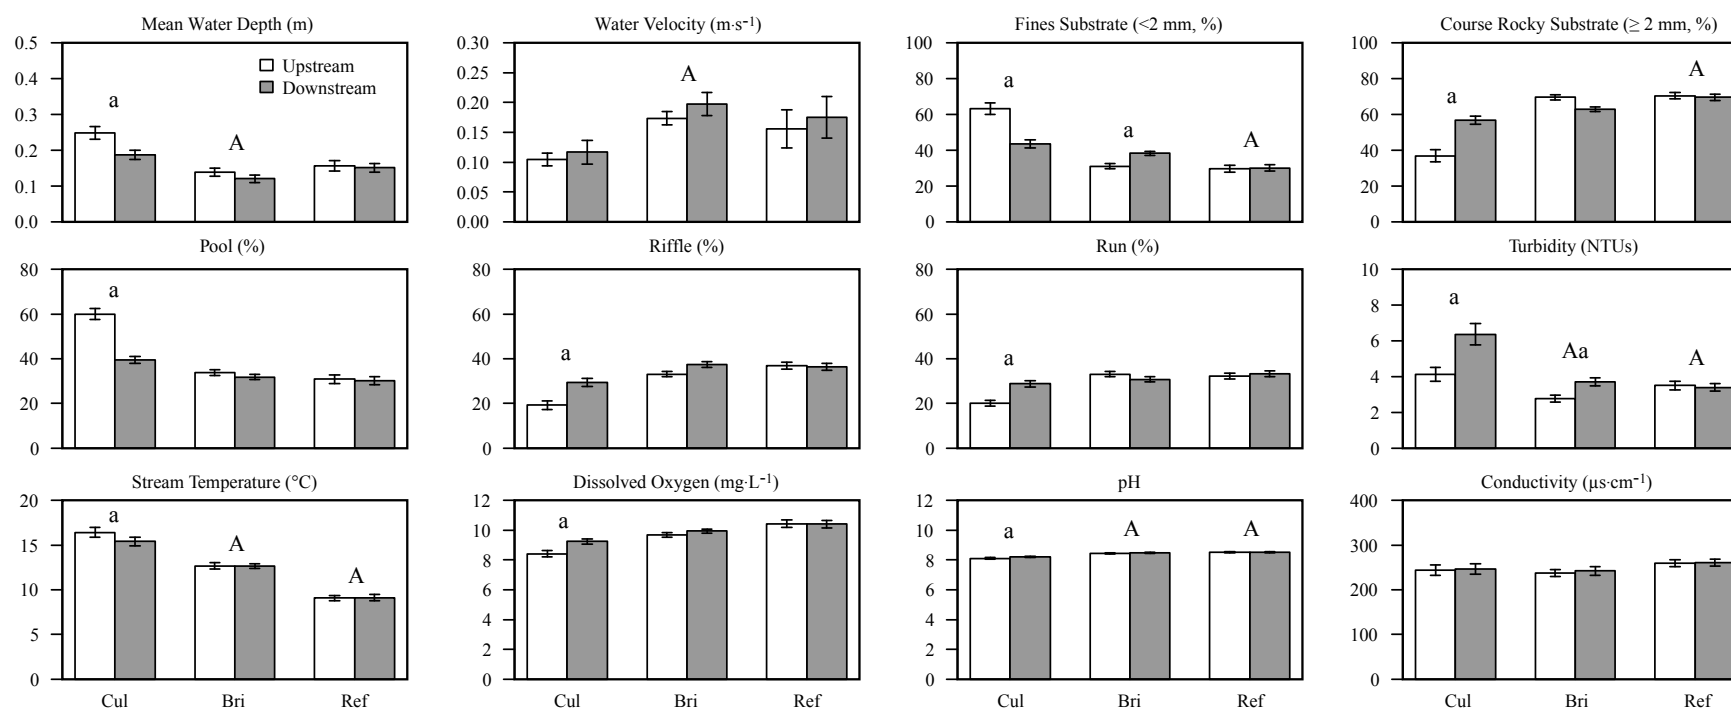 Mean Water Depth (m)
0.5
0.4
0.3
0.2
0.1
0.0
Upstream
Downstream
a
A
Water Velocity (m·s-1)
0.30
0.25
0.20
0.15
0.10
0.05
0.00
A
Fines Substrate (<2 mm, %)
100
80
60
40
20
0
a
a
A
Course Rocky Substrate (≥ 2 mm, %)
100
80
60
40
20
0
a
A
Pool (%)
80
60
40
20
0
a
Riffle (%)
80
60
40
20
0
a
Run (%)
80
60
40
20
0
a
Turbidity (NTUs)
10
8
6
4
2
0
a
Aa
A
Stream Temperature (°C)
20
15
10
5
0
a
A
A
Cul Bri Ref
Dissolved Oxygen (mg·L-1)
12
10
8
6
4
2
0
a
Cul Bri Ref
pH
12
10
8
6
4
2
0
a
A
A
Cul Bri Ref
Conductivity (µs·cm-1)
400
300
200
100
0
Cul Bri Ref